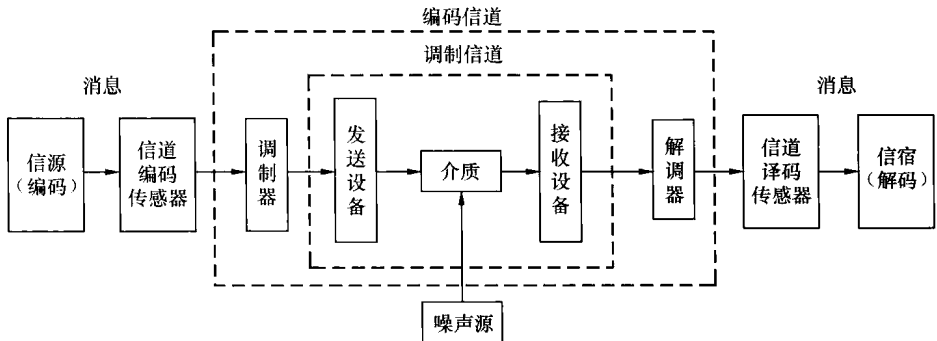 编码信道
调制信道
消息
消息
信源
（编码）
信道
编码
传感器
调制器
发送设备
介质
接收设备
解调器
信道
译码
传感器
信宿
（解码）
噪声源